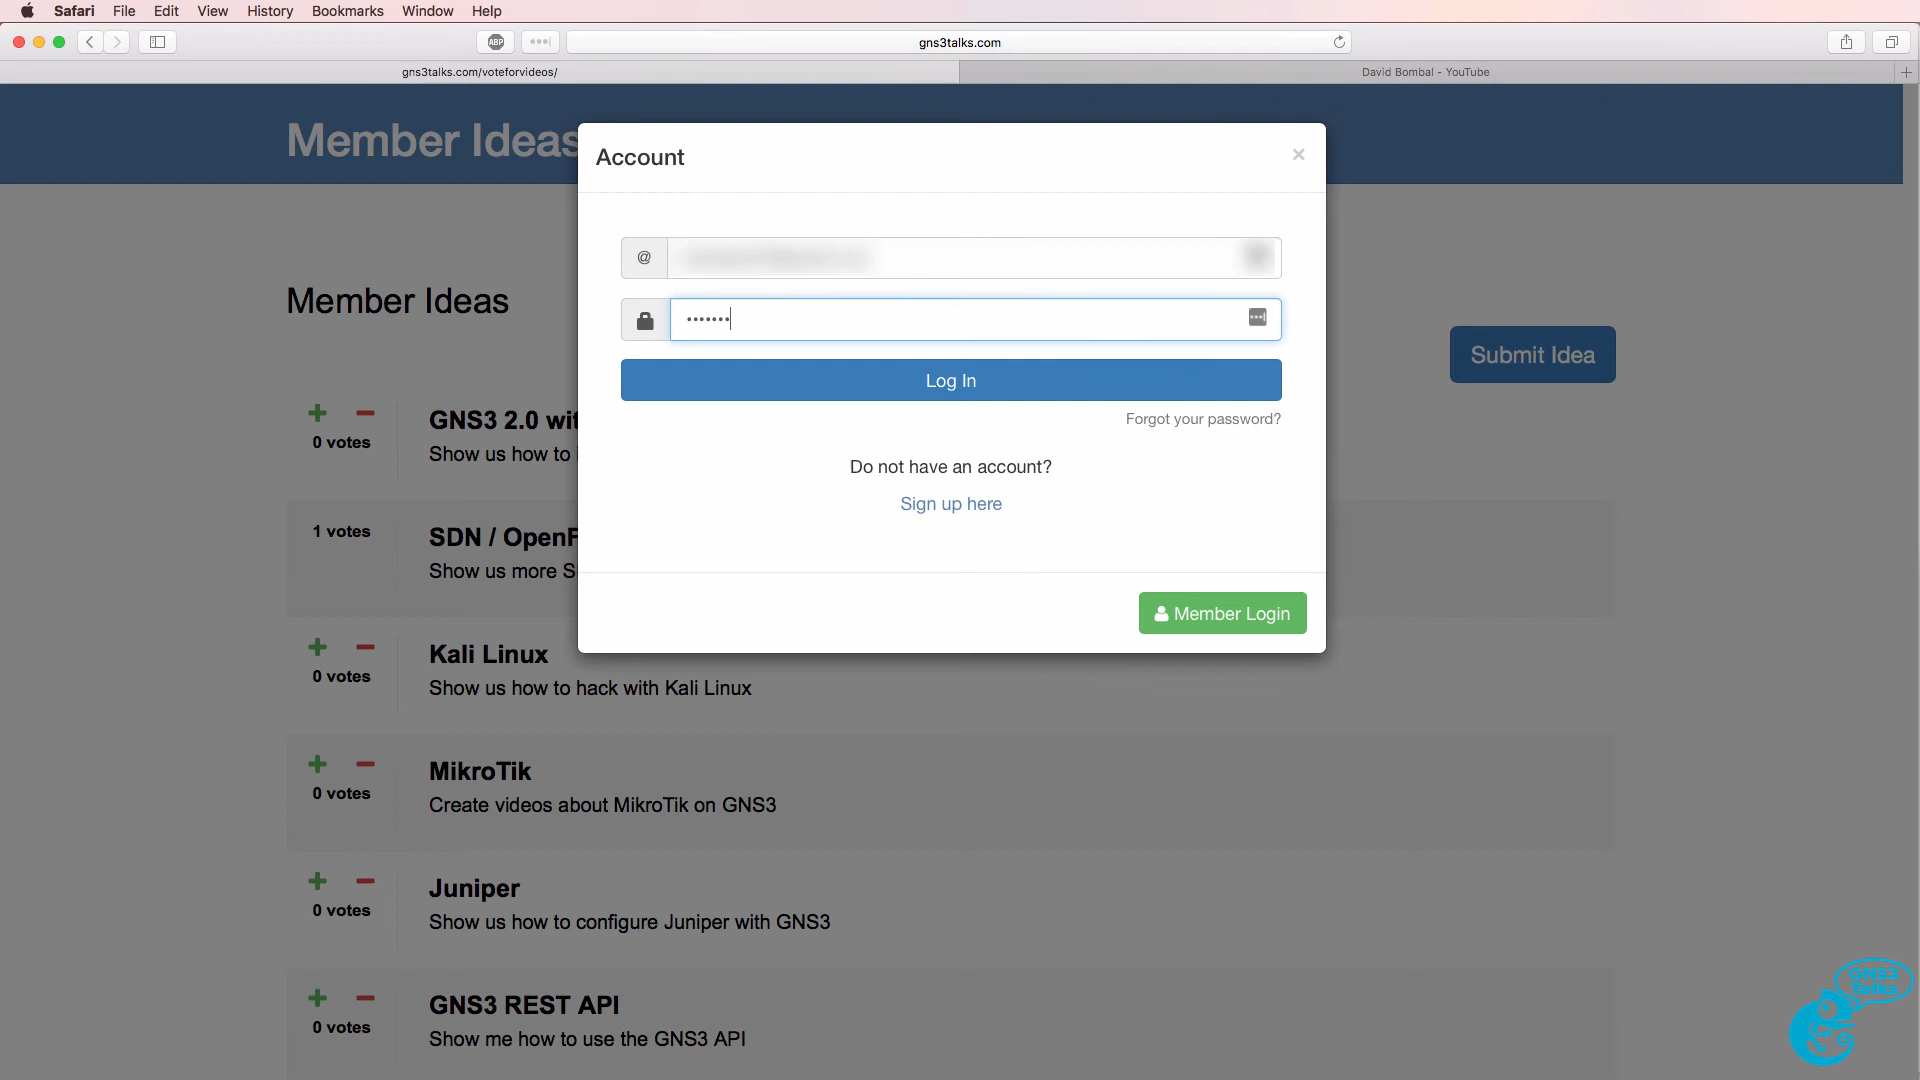 Safari File Edit View History Bookmarks Window Help
ABP
gns3talks.com
gns3talks.com/voteforvideos/
David Bombal - YouTube
Member Ideas
Account
×
@
•••••••
Log In
Forgot your password?
Do not have an account?
Sign up here
Member Login
Member Ideas
Submit Idea
0 votes
GNS3 2.0
Show us how to
1 votes
SDN /
Show us more
0 votes
Kali Linux
Show us how to hack with Kali Linux
0 votes
MikroTik
Create videos about MikroTik on GNS3
0 votes
Juniper
Show us how to configure Juniper with GNS3
0 votes
GNS3 REST API
Show me how to use the GNS3 API
GNS3
Talks